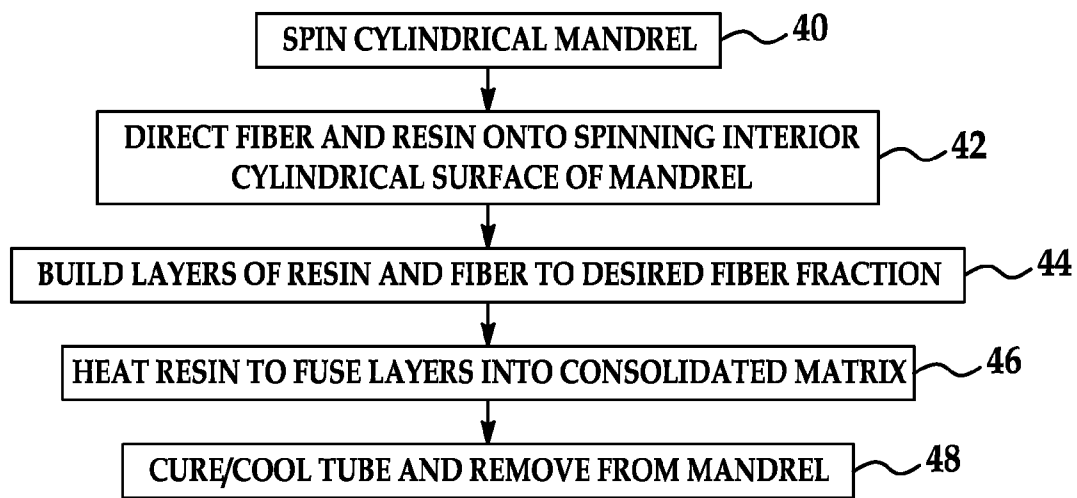 SPIN CYLINDRICAL MANDREL 40
DIRECT FIBER AND RESIN ONTO SPINNING INTERIOR
CYLINDRICAL SURFACE OF MANDREL 42
BUILD LAYERS OF RESIN AND FIBER TO DESIRED FIBER FRACTION 44
HEAT RESIN TO FUSE LAYERS INTO CONSOLIDATED MATRIX 46
CURE/COOL TUBE AND REMOVE FROM MANDREL 48